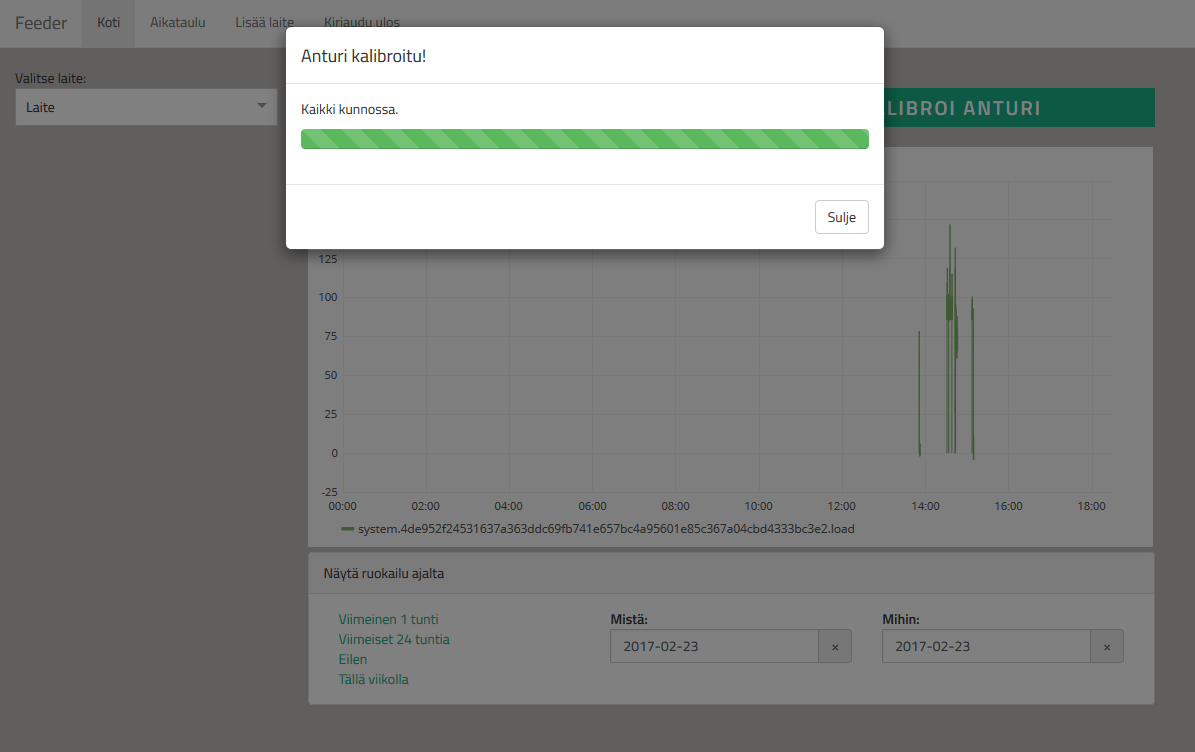 Feeder Koti Aikataulu Lisää laite Kirjaudu ulos
Anturi kalibroitu!
Valitse laite:
Laite
Kaikki kunnossa.
LIBROI ANTURI
Sulje
125
100
75
50
25
0
-25
00:00 02:00 04:00 06:00 08:00 10:00 12:00 14:00 16:00 18:00
system.4de952f24531637a363ddc69fb741e657bc4a95601e85c367a04cbd4333bc3e2.load
Näytä ruokailu ajalta
Viimeinen 1 tunti
Viimeiset 24 tuntia
Eilen
Tällä viikolla
Mistä:
2017-02-23 ×
Mihin:
2017-02-23 ×